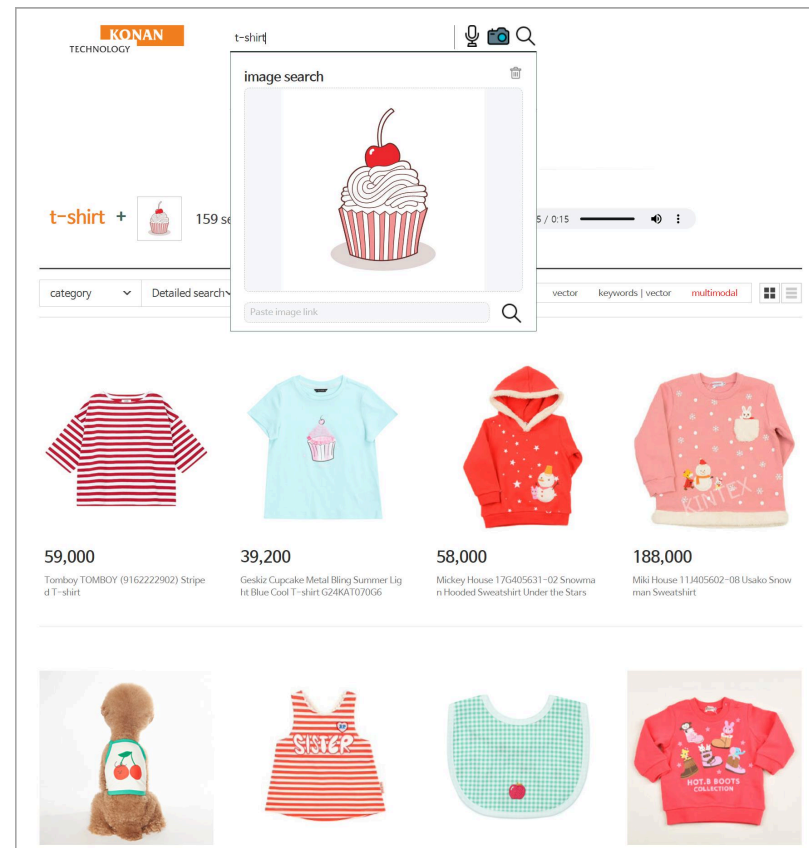 KONAN
TECHNOLOGY
t-shirt
image search
t-shirt +
159 se
5 / 0:15
Paste image link
category
Detailed search
vector
keywords | vector
multimodal
59,000
Tomboy TOMBOY (9162222902) Stripe
d T-shirt
39,200
Geskiz Cupcake Metal Bling Summer Lig
ht Blue Cool T-shirt G24KAT070G6
58,000
Mickey House 17G405631-02 Snowma
n Hooded Sweatshirt Under the Stars
188,000
Miki House 11J405602-08 Usako Snow
man Sweatshirt
KINTEX
SISTER
HOT.B BOOTS
COLLECTION